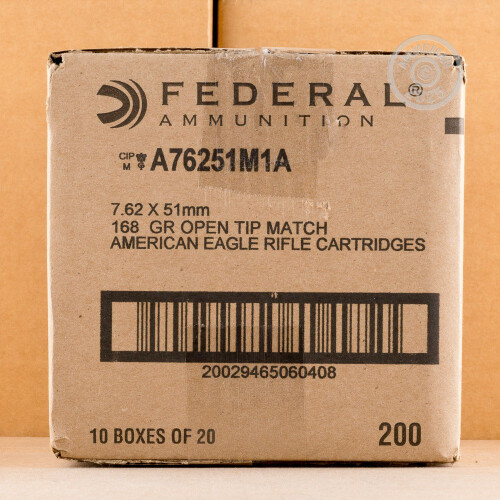 FEDERAL®
AMMUNITION
CIP M A76251M1A
7.62 X 51mm
168 GR OPEN TIP MATCH
AMERICAN EAGLE RIFLE CARTRIDGES
20029465060408
10 BOXES OF 20 200